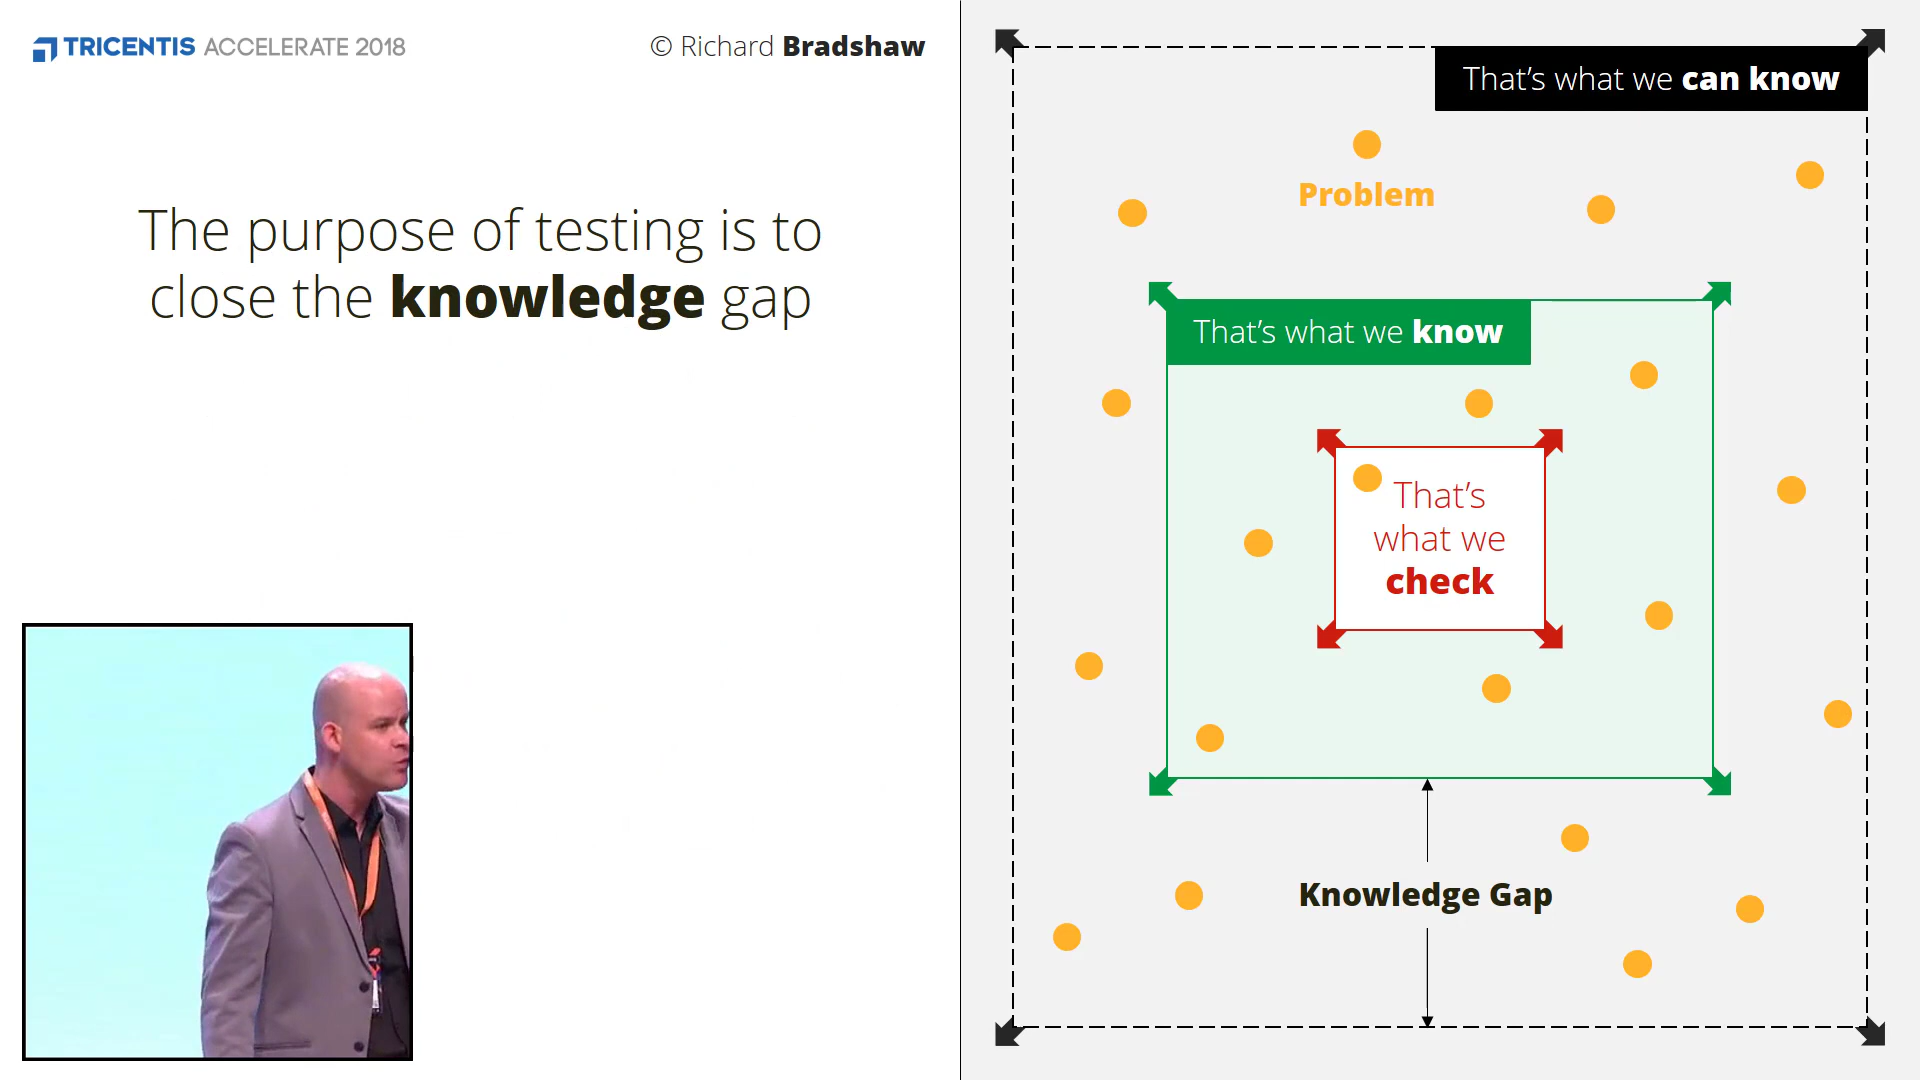 TRICENTIS ACCELERATE 2018
© Richard Bradshaw
The purpose of testing is to
close the knowledge gap
That's what we can know
Problem
That's what we know
That's
what we
check
Knowledge Gap